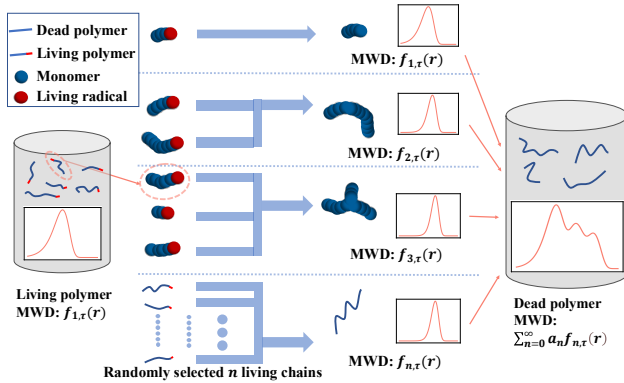 Dead polymer
Living polymer
Monomer
Living radical
MWD: f₁,τ(r)
MWD: f₂,τ(r)
MWD: f₃,τ(r)
Living polymer
MWD: f₁,τ(r)
MWD: fₙ,τ(r)
Randomly selected n living chains
Dead polymer
MWD:
∑ₙ₌₀^∞ aₙfₙ,τ(r)